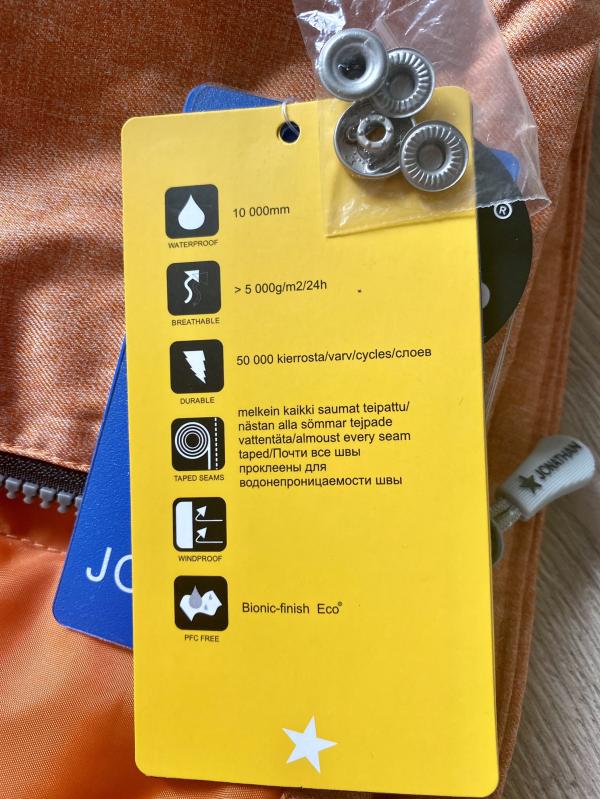 10 000mm
WATERPROOF
> 5 000g/m2/24h
BREATHABLE
50 000 kierrosta/varv/cycles/слоев
DURABLE
melkein kaikki saumat teipattu/
nästan alla sömmar tejpade
vattentäta/almoust every seam
taped/Почти все швы
проклеены для
водонепроницаемости швы
TAPED SEAMS
WINDPROOF
Bionic-finish Eco®
PFC FREE
®
JONATHAN